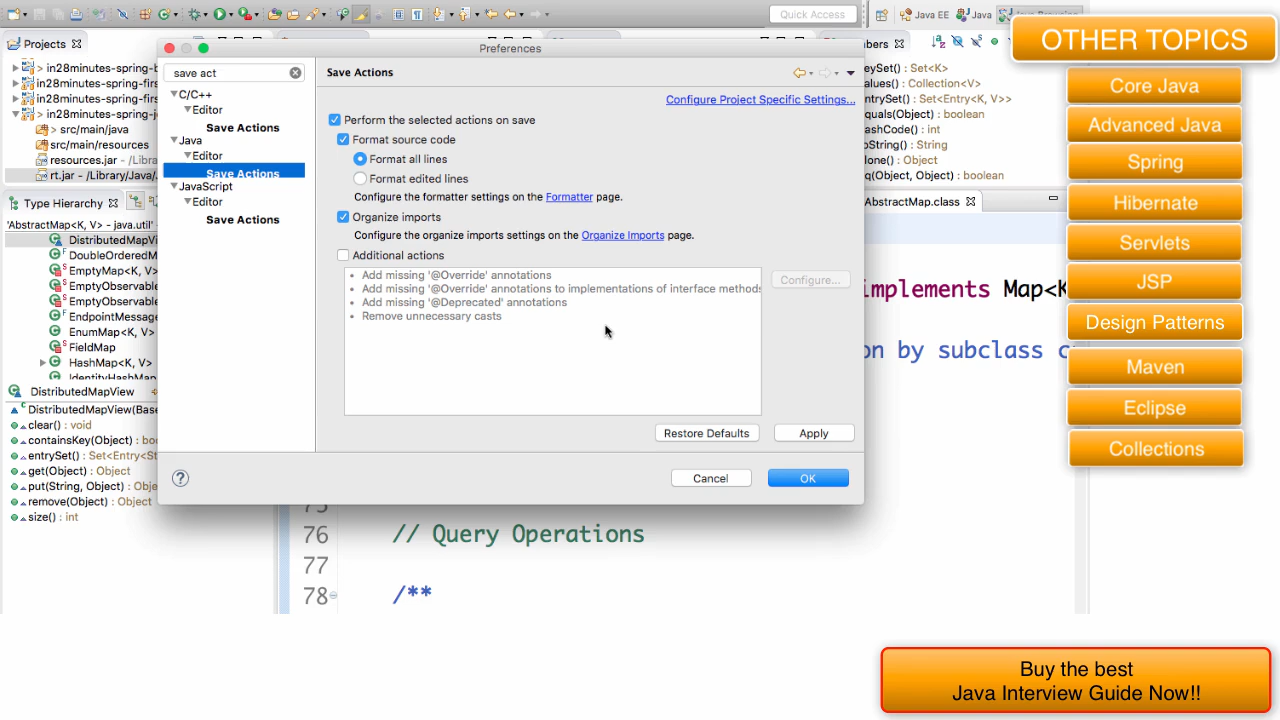 Quick Access
Java EE
Java
Projects
bers
in28minutes-spring-b
in28minutes-spring-firs
in28minutes-spring-firs
in28minutes-spring-j
src/main/java
src/main/resources
resources.jar - /Librar
rt.jar - /Library/Java/
Type Hierarchy
'AbstractMap<K, V> - java.util'
DistributedMapVi
DoubleOrderedM
EmptyMap<K, V>
EmptyObservable
EmptyObservable
EndpointMessage
EnumMap<K, V>
FieldMap
HashMap<K, V>
IdentityHashMap
DistributedMapView
DistributedMapView(Base
clear() : void
containsKey(Object) : boo
entrySet() : Set<Entry<St
get(Object) : Object
put(String, Object) : Obje
remove(Object) : Object
size() : int
Preferences
save act
C/C++
Editor
Save Actions
Java
Editor
Save Actions
JavaScript
Editor
Save Actions
Save Actions
Configure Project Specific Settings...
Perform the selected actions on save
Format source code
Format all lines
Format edited lines
Configure the formatter settings on the Formatter page.
Organize imports
Configure the organize imports settings on the Organize Imports page.
Additional actions
• Add missing '@Override' annotations
• Add missing '@Override' annotations to implementations of interface methods
• Add missing '@Deprecated' annotations
• Remove unnecessary casts
Configure...
Restore Defaults
Apply
?
Cancel
OK
eySet() : Set<K>
alues() : Collection<V>
ntrySet() : Set<Entry<K, V>>
quals(Object) : boolean
ashCode() : int
oString() : String
lone() : Object
q(Object, Object) : boolean
AbstractMap.class
implements Map<K
on by subclass c
75
76 // Query Operations
77
78 /**
OTHER TOPICS
Core Java
Advanced Java
Spring
Hibernate
Servlets
JSP
Design Patterns
Maven
Eclipse
Collections
Buy the best
Java Interview Guide Now!!